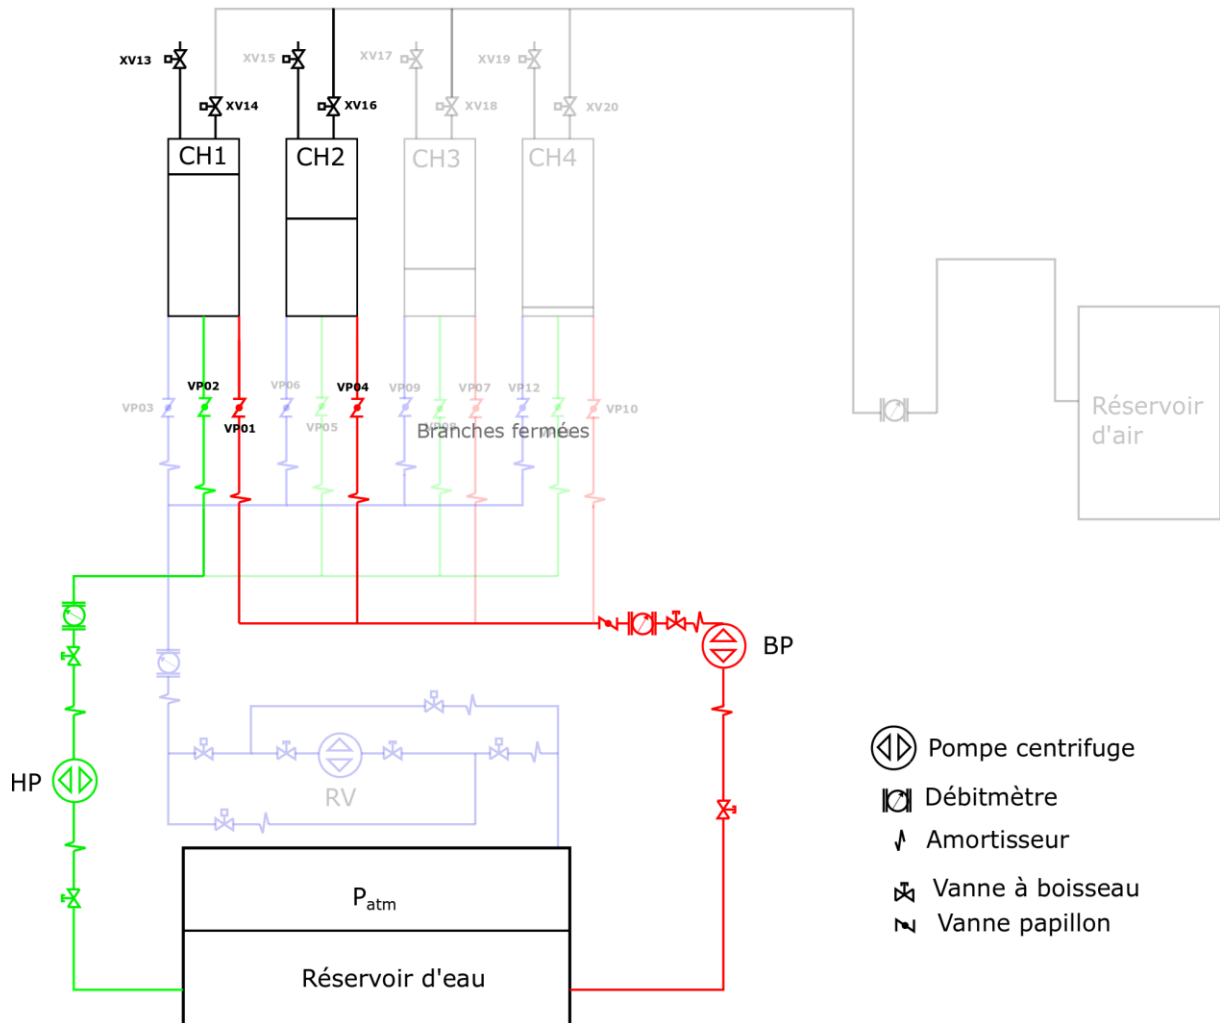 XV13
XV15
XV17
XV19
XV14
XV16
XV18
XV20
CH1
CH2
CH3
CH4
VP02
VP06
VP04
VP09
VP07
VP12
VP03
VP01
VP05
VP10
Branches fermées
Réservoir
d'air
BP
HP
RV
Pompe centrifuge
Débitmètre
Amortisseur
Vanne à boisseau
Vanne papillon
Patm
Réservoir d'eau